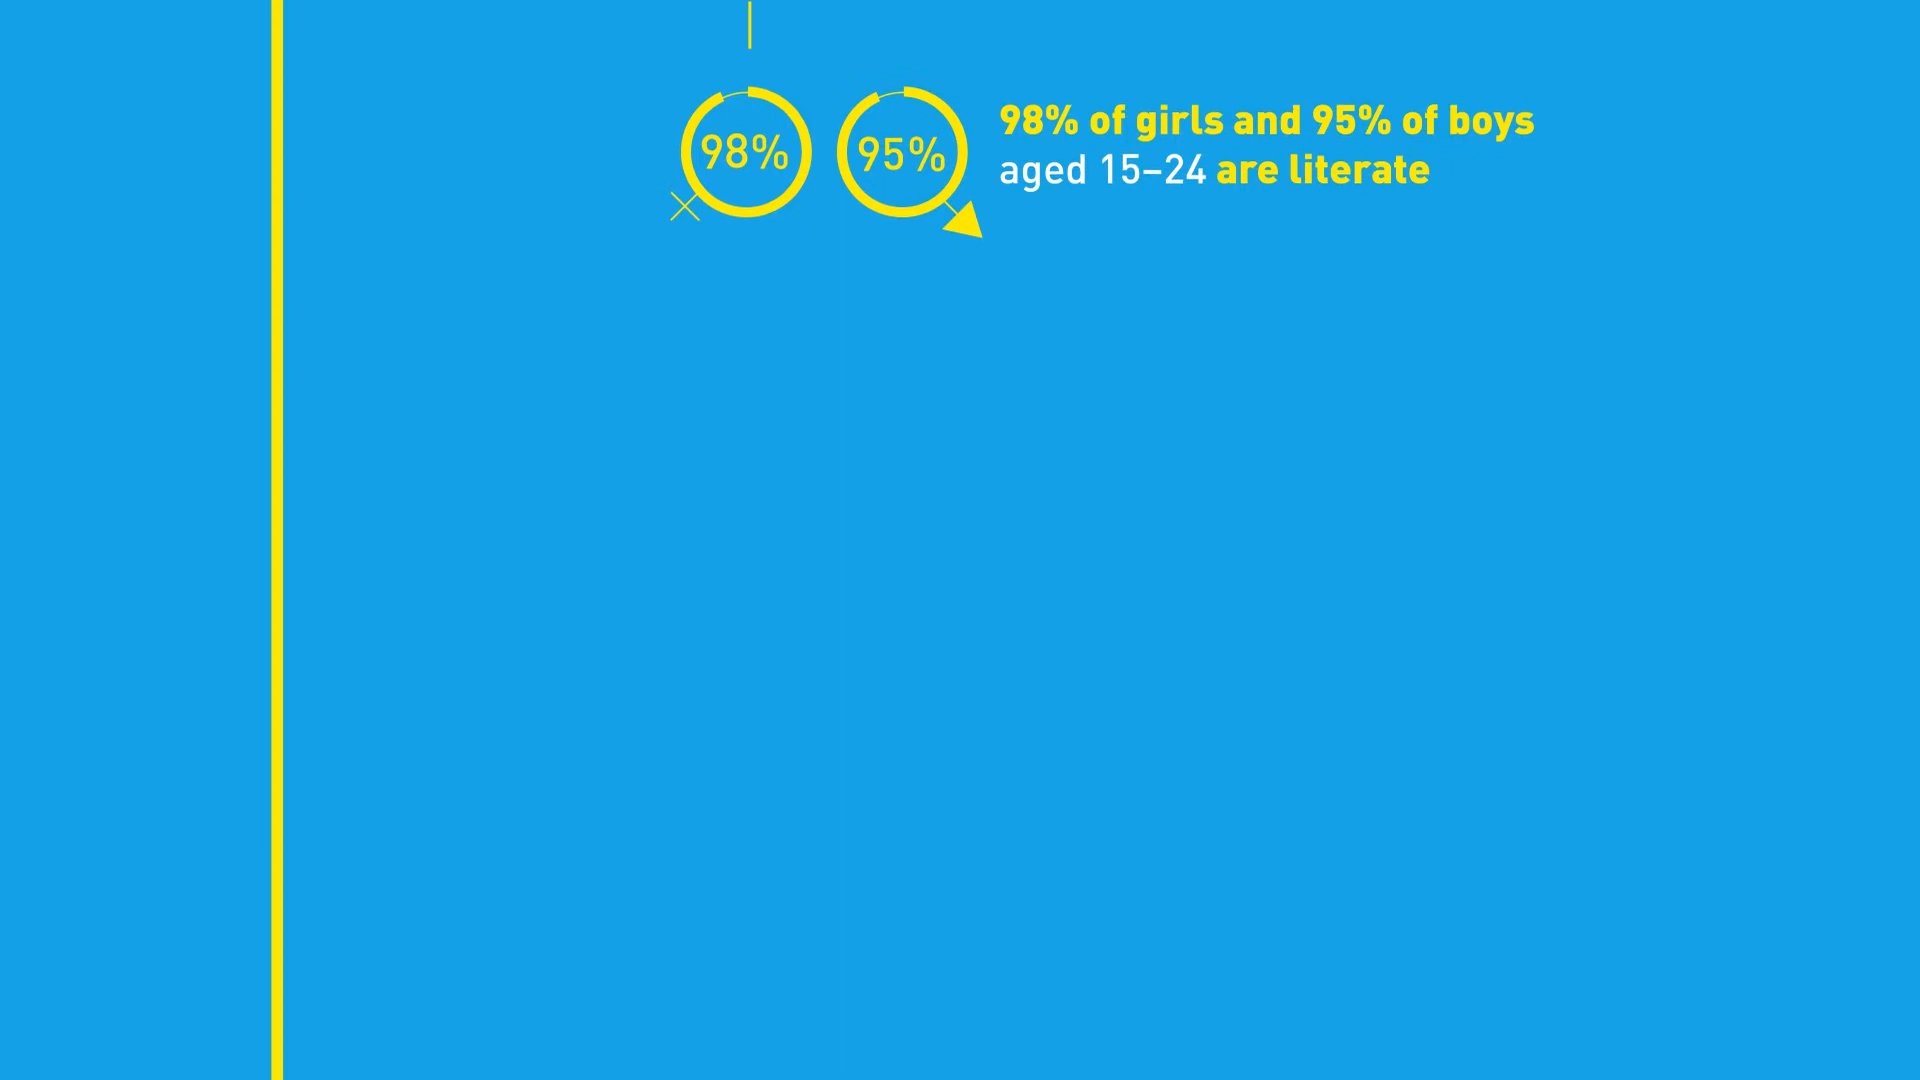 98%
95%
98% of girls and 95% of boys
aged 15–24 are literate